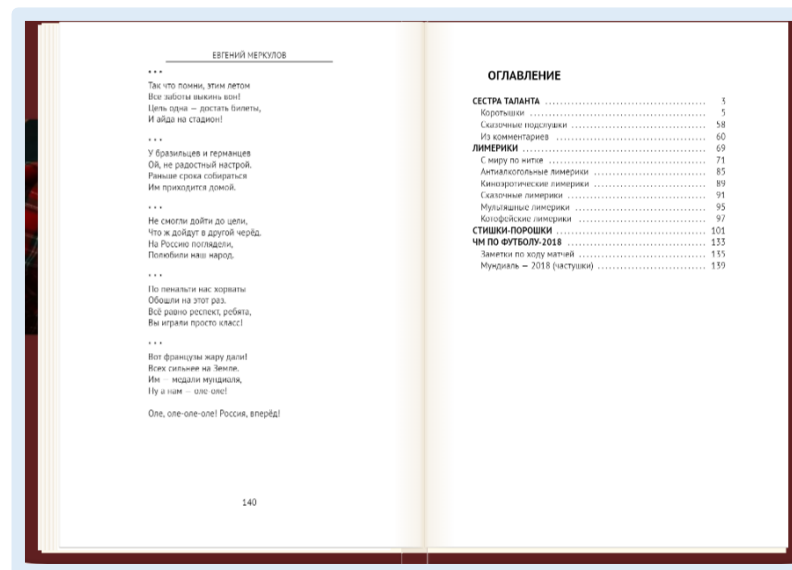 ЕВГЕНИЙ МЕРКУЛОВ
* * *
Так что помни, этим летом
Все заботы выкинь вон!
Цель одна — достать билеты,
И айда на стадион!
* * *
У бразильцев и германцев
Ой, не радостный настрой.
Раньше срока собираться
Им приходится домой.
* * *
Не смогли дойти до цели,
Что ж дойдут в другой черёд.
На Россию поглядели,
Полюбили наш народ.
* * *
По пенальти нас хорваты
Обошли на этот раз.
Всё равно респект, ребята,
Вы играли просто класс!
* * *
Вот французы жару дали!
Всех сильнее на Земле.
Им — медали мундиаля,
Ну а нам — оле-оле!
Оле, оле-оле-оле! Россия, вперёд!
140
ОГЛАВЛЕНИЕ
СЕСТРА ТАЛАНТА ..... 3
Коротышки ..... 5
Сказочные подслушки ..... 58
Из комментариев ..... 60
ЛИМЕРИКИ ..... 69
С миру по нитке ..... 71
Антиалкогольные лимерики ..... 85
Киноэротические лимерики ..... 89
Сказочные лимерики ..... 91
Мультяшные лимерики ..... 95
Котофейские лимерики ..... 97
СТИШКИ-ПОРОШКИ ..... 101
ЧМ ПО ФУТБОЛУ-2018 ..... 133
Заметки по ходу матчей ..... 135
Мундиаль — 2018 (частушки) ..... 139